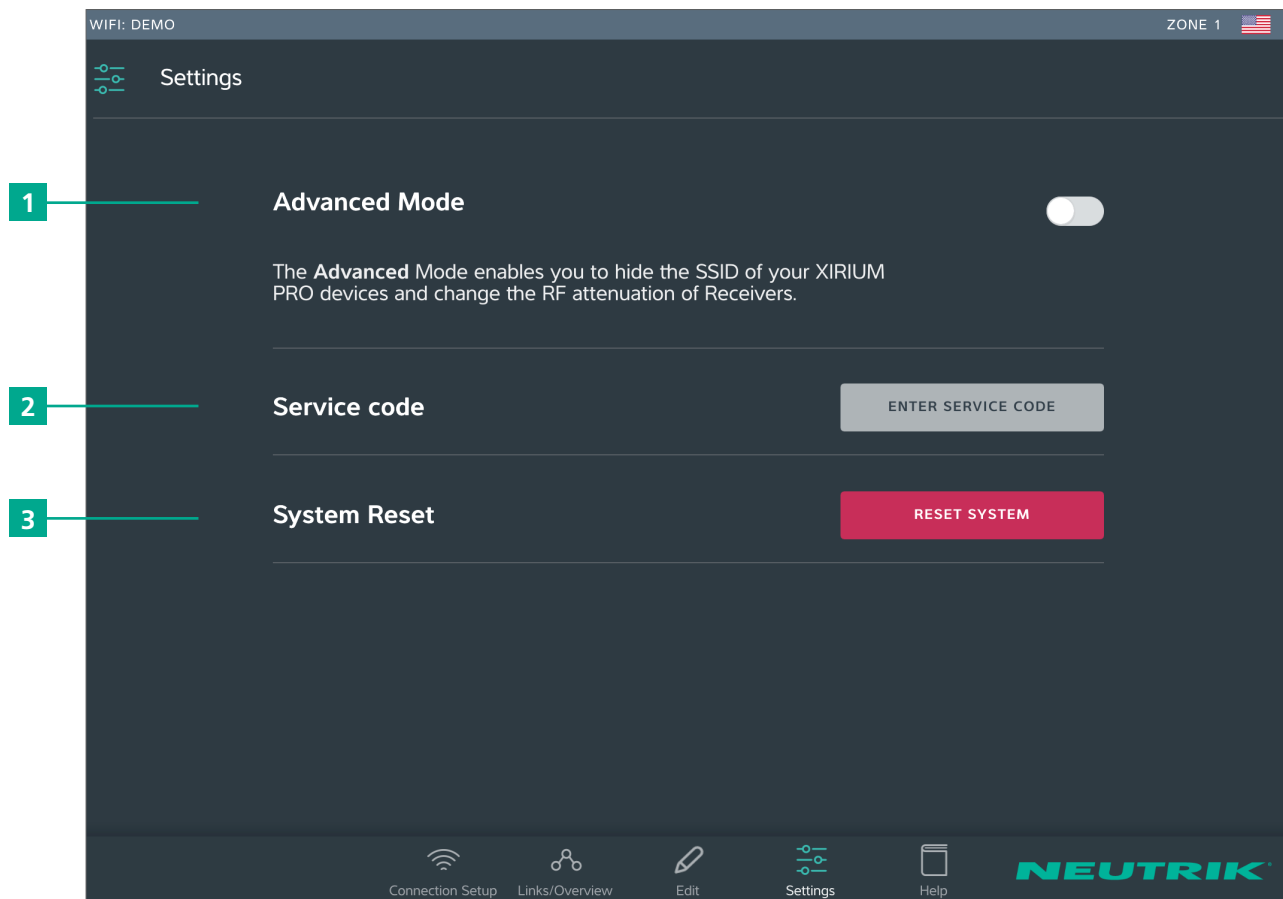 WIFI: DEMO
ZONE 1
Settings
1
Advanced Mode
The Advanced Mode enables you to hide the SSID of your XIRIUM
PRO devices and change the RF attenuation of Receivers.
2
Service code
ENTER SERVICE CODE
3
System Reset
RESET SYSTEM
Connection Setup
Links/Overview
Edit
Settings
Help
NEUTRIK